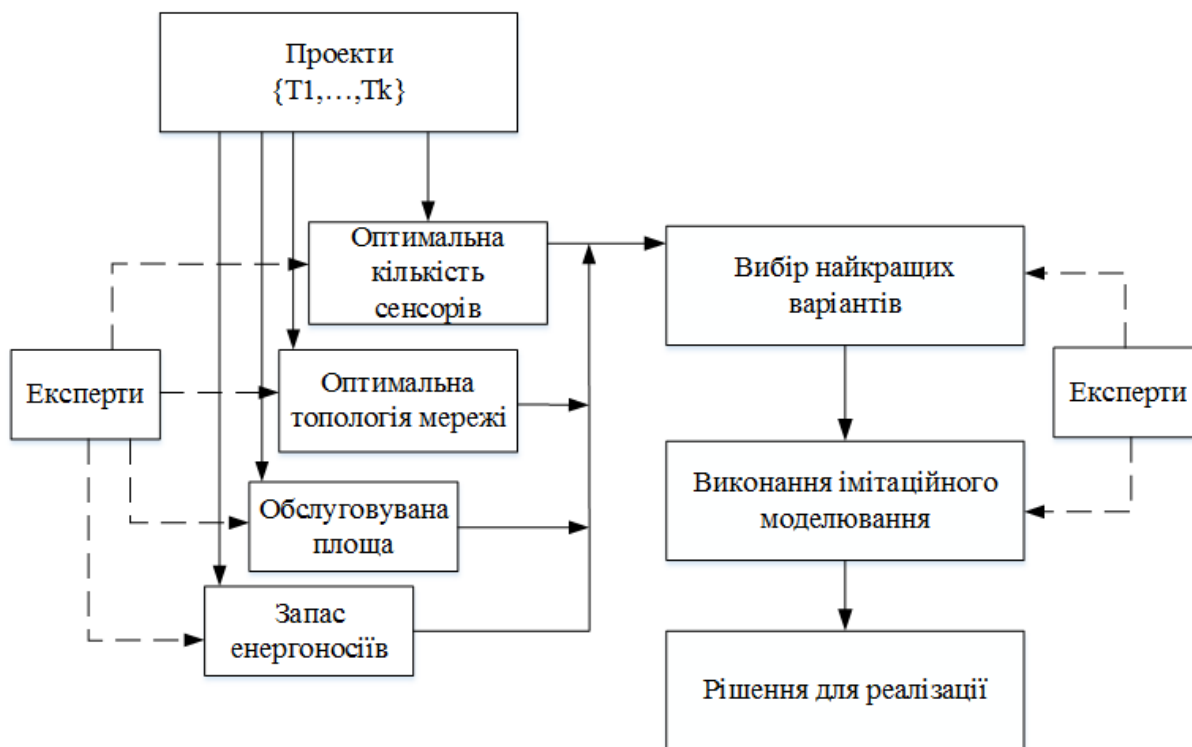 Проекти
{T1,…,Tk}
Оптимальна
кількість
сенсорів
Вибір найкращих
варіантів
Експерти
Оптимальна
топологія мережі
Експерти
Виконання імітаційного
моделювання
Обслуговувана
площа
Запас
енергоносіїв
Рішення для реалізації